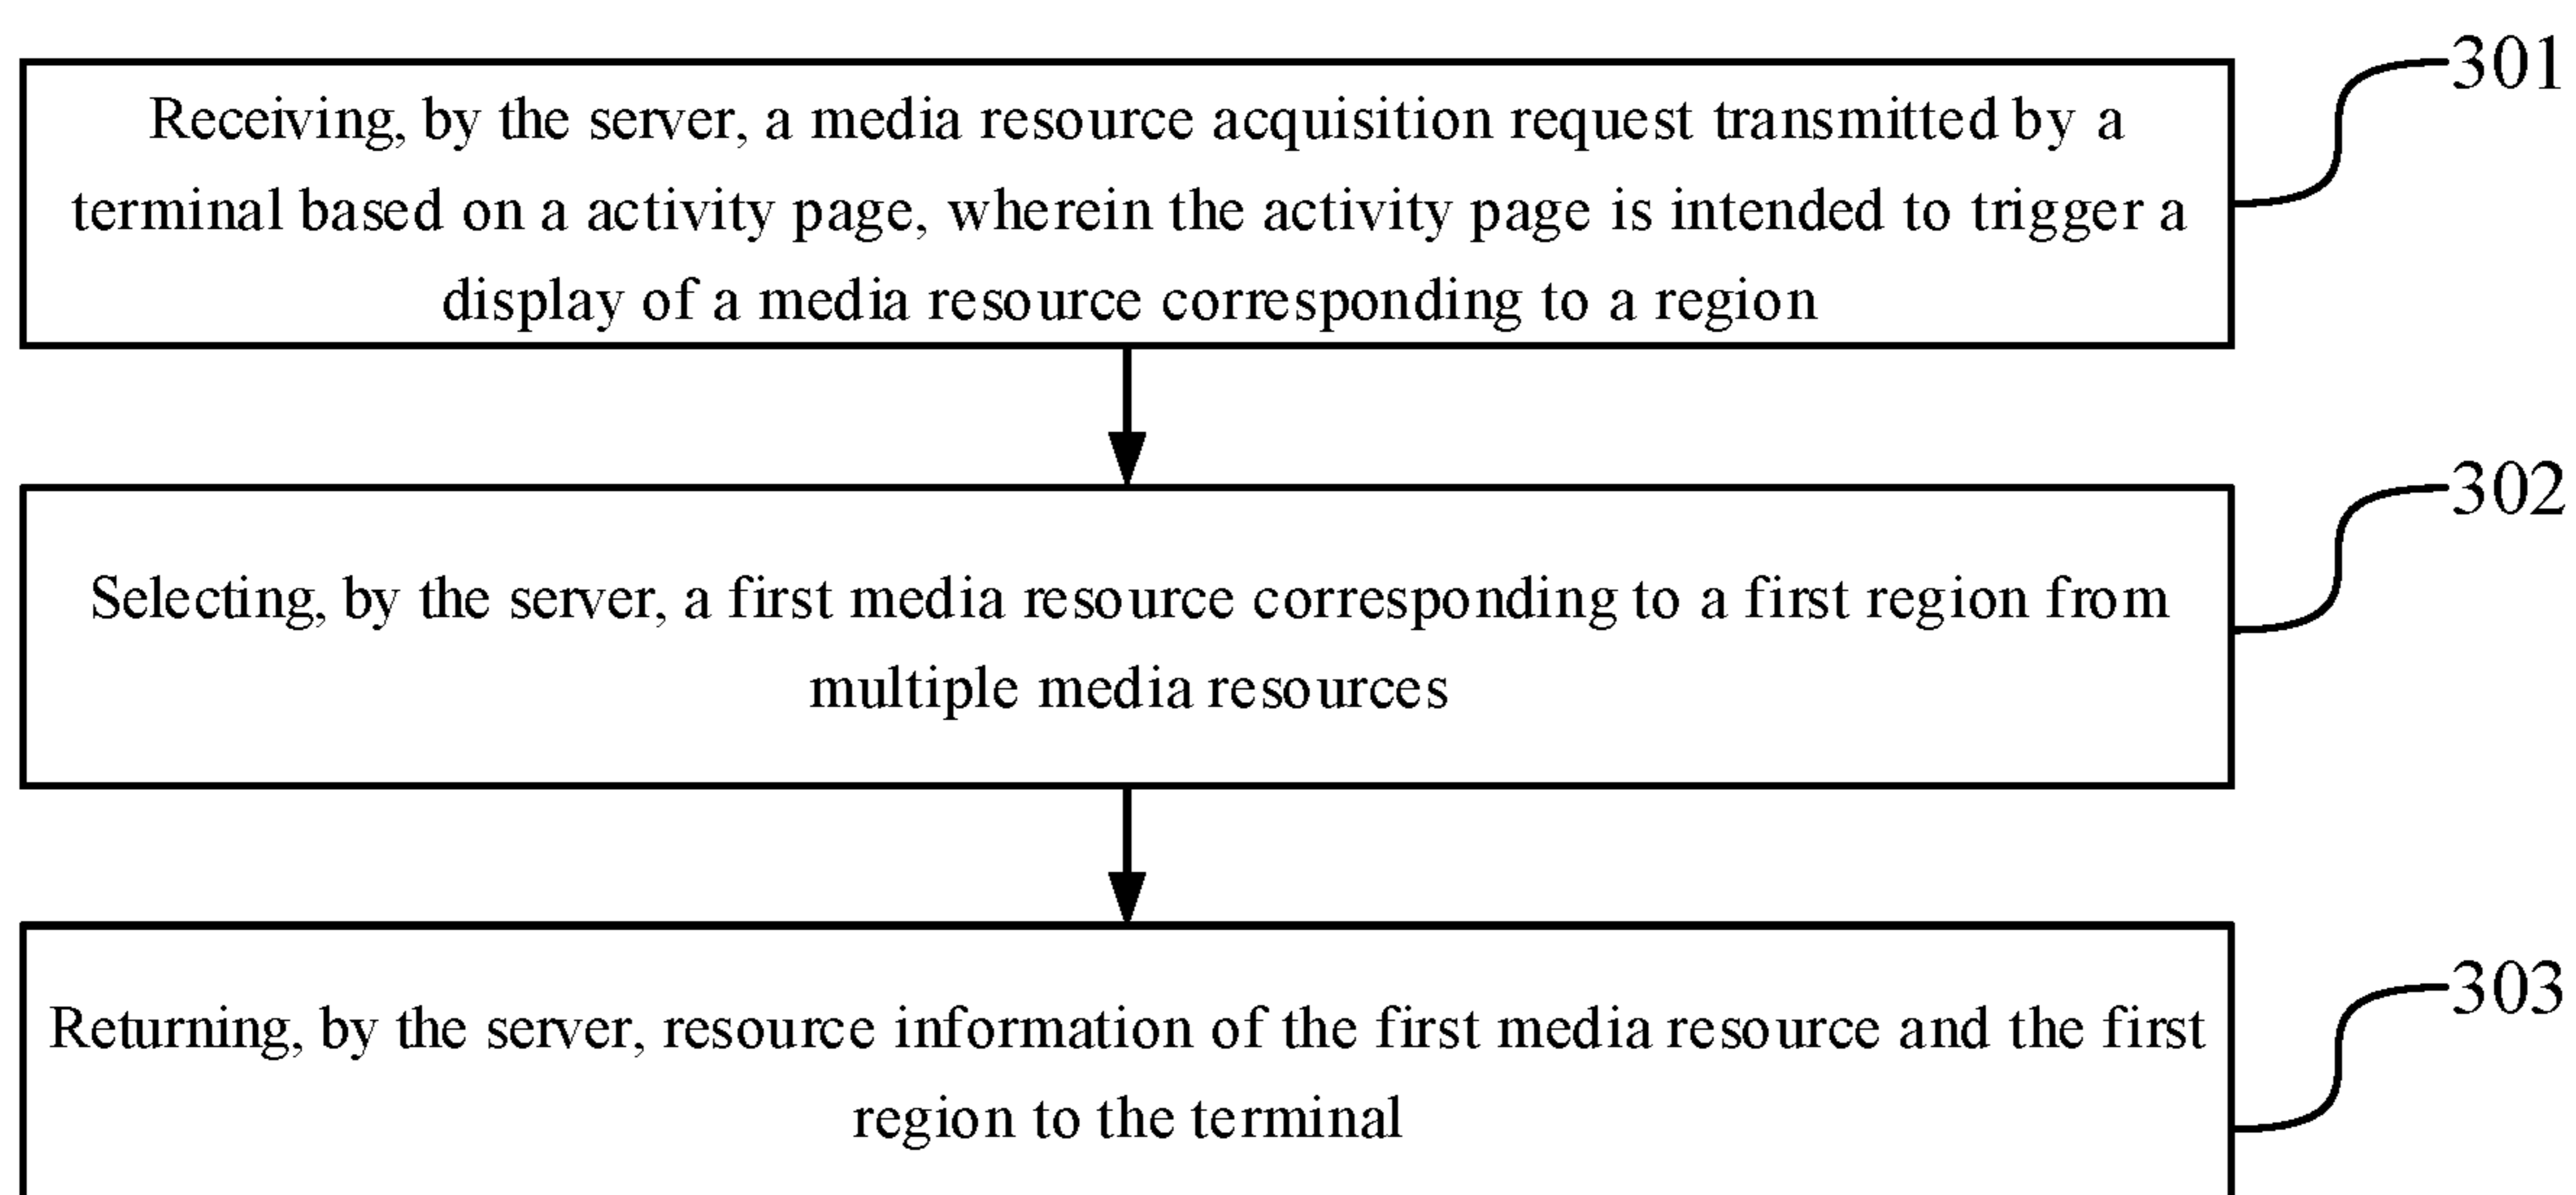 301
Receiving, by the server, a media resource acquisition request transmitted by a
terminal based on a activity page, wherein the activity page is intended to trigger a
display of a media resource corresponding to a region
302
Selecting, by the server, a first media resource corresponding to a first region from
multiple media resources
303
Returning, by the server, resource information of the first media resource and the first
region to the terminal